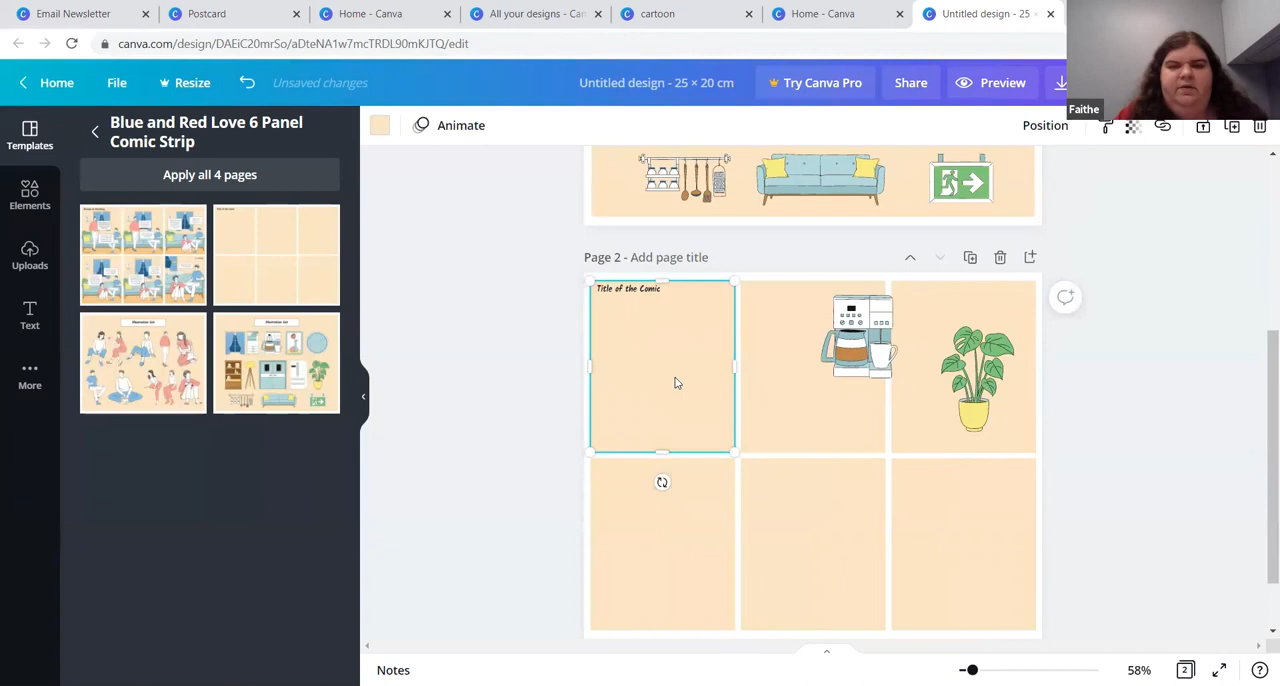 Email Newsletter
Postcard
Home - Canva
All your designs - Can
cartoon
Home - Canva
Untitled design - 25
canva.com/design/DAEiC20mrSo/aDteNA1w7mcTRDL90mKJTQ/edit
Home
File
Resize
Unsaved changes
Untitled design - 25 × 20 cm
Try Canva Pro
Share
Preview
Faithe
Templates
Blue and Red Love 6 Panel
Comic Strip
Animate
Position
Apply all 4 pages
Elements
Uploads
Text
More
Page 2 - Add page title
Title of the Comic
Notes
58%
2